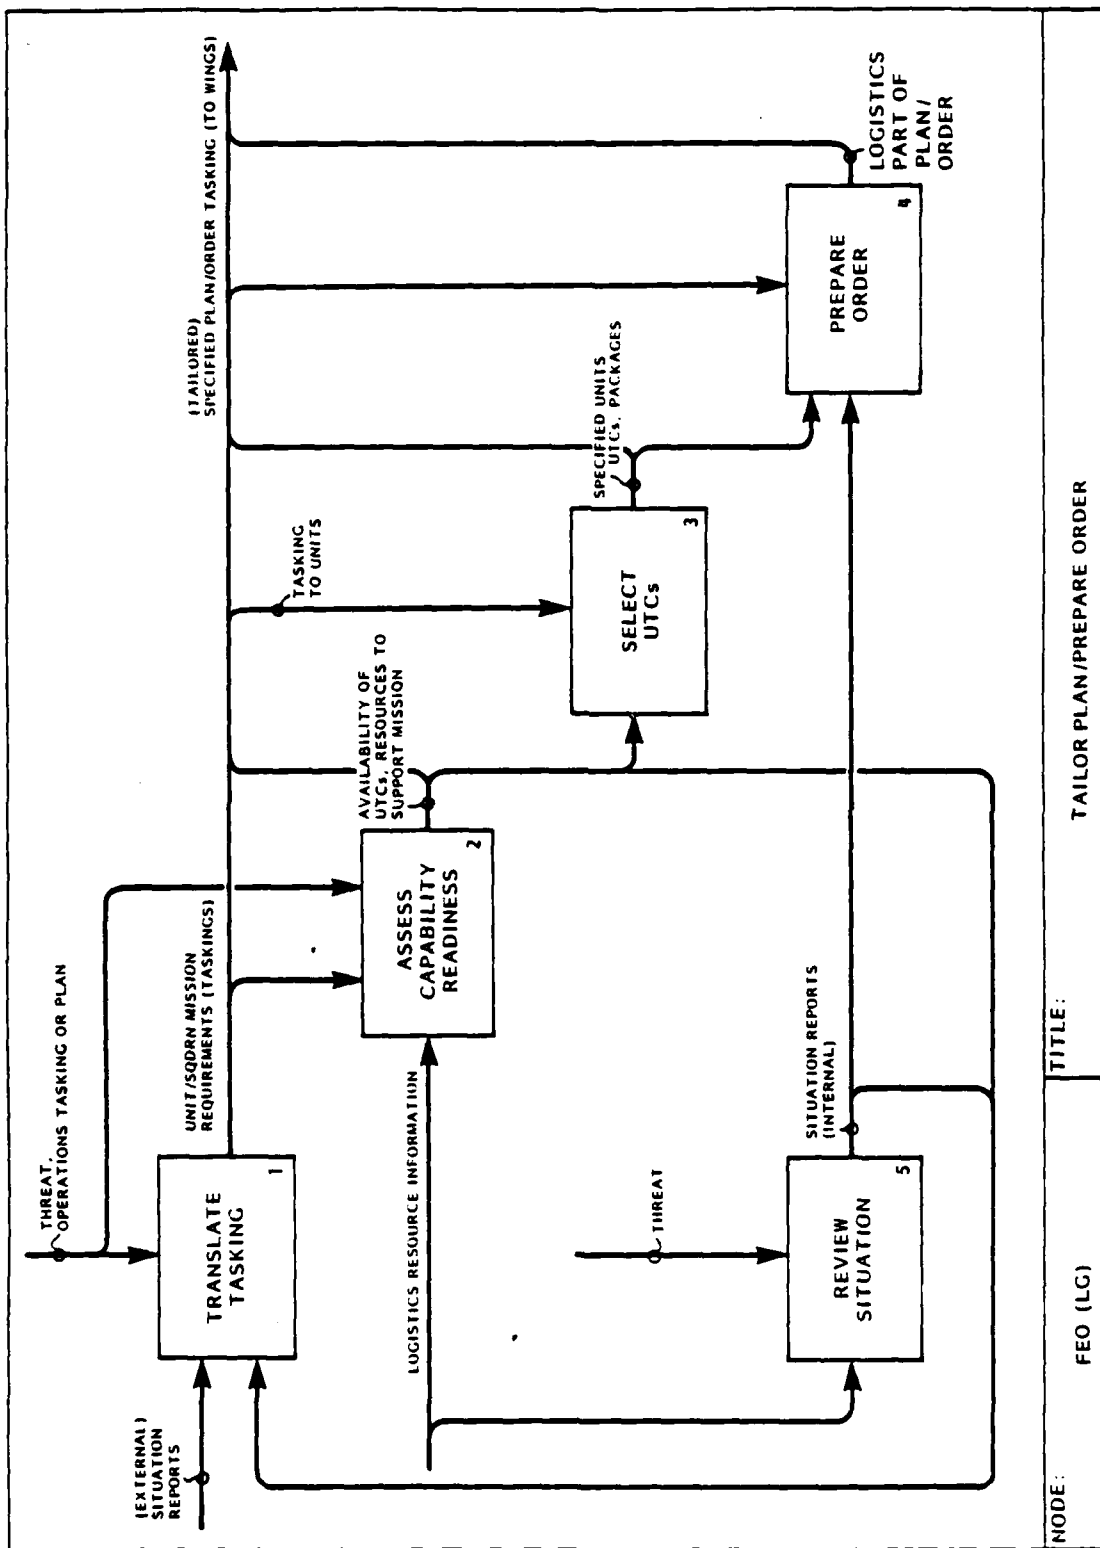 THREAT,
OPERATIONS TASKING OR PLAN
(EXTERNAL)
SITUATION
REPORTS
TRANSLATE
TASKING
1
UNIT/SQDRN MISSION
REQUIREMENTS (TASKINGS)
(TAILORED)
SPECIFIED PLAN/ORDER TASKING (TO WINGS)
LOGISTICS RESOURCE INFORMATION
ASSESS
CAPABILITY
READINESS
2
AVAILABILITY OF
UTCs, RESOURCES TO
SUPPORT MISSION
TASKING
TO UNITS
SELECT
UTCs
3
SPECIFIED UNITS
UTCs, PACKAGES
THREAT
REVIEW
SITUATION
5
SITUATION REPORTS
(INTERNAL)
PREPARE
ORDER
4
LOGISTICS
PART OF
PLAN/
ORDER
NODE:
FEO (LG)
TITLE:
TAILOR PLAN/PREPARE ORDER